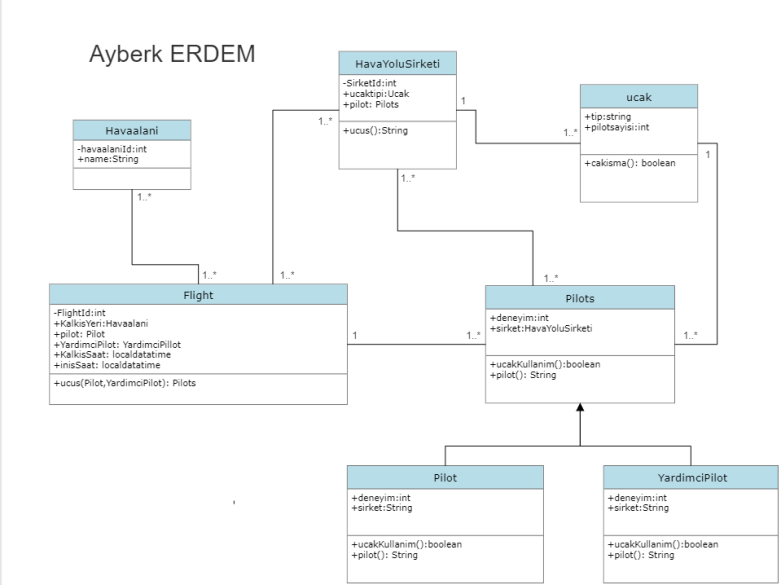 Ayberk ERDEM
HavaYoluSirketi
-SirketId:int
+ucaktipi:Ucak
+pilot: Pilots
+ucus():String
1
1..*
1..*
1..*
ucak
+tip:string
+pilotsayisi:int
+cakisma(): boolean
1
Havaalani
-havaalaniId:int
+name:String
1..*
1..*
1..*
1..*
Flight
-FlightId:int
+KalkisYeri:Havaalani
+pilot: Pilot
+YardimciPilot: YardimciPillot
+KalkisSaat: localdatatime
+inisSaat: localdatatime
+ucus(Pilot,YardimciPilot): Pilots
1
1..*
Pilots
+deneyim:int
+sirket:HavaYoluSirketi
+ucakKullanim():boolean
+pilot(): String
1..*
Pilot
+deneyim:int
+sirket:String
+ucakKullanim():boolean
+pilot(): String
YardimciPilot
+deneyim:int
+sirket:String
+ucakKullanim():boolean
+pilot(): String